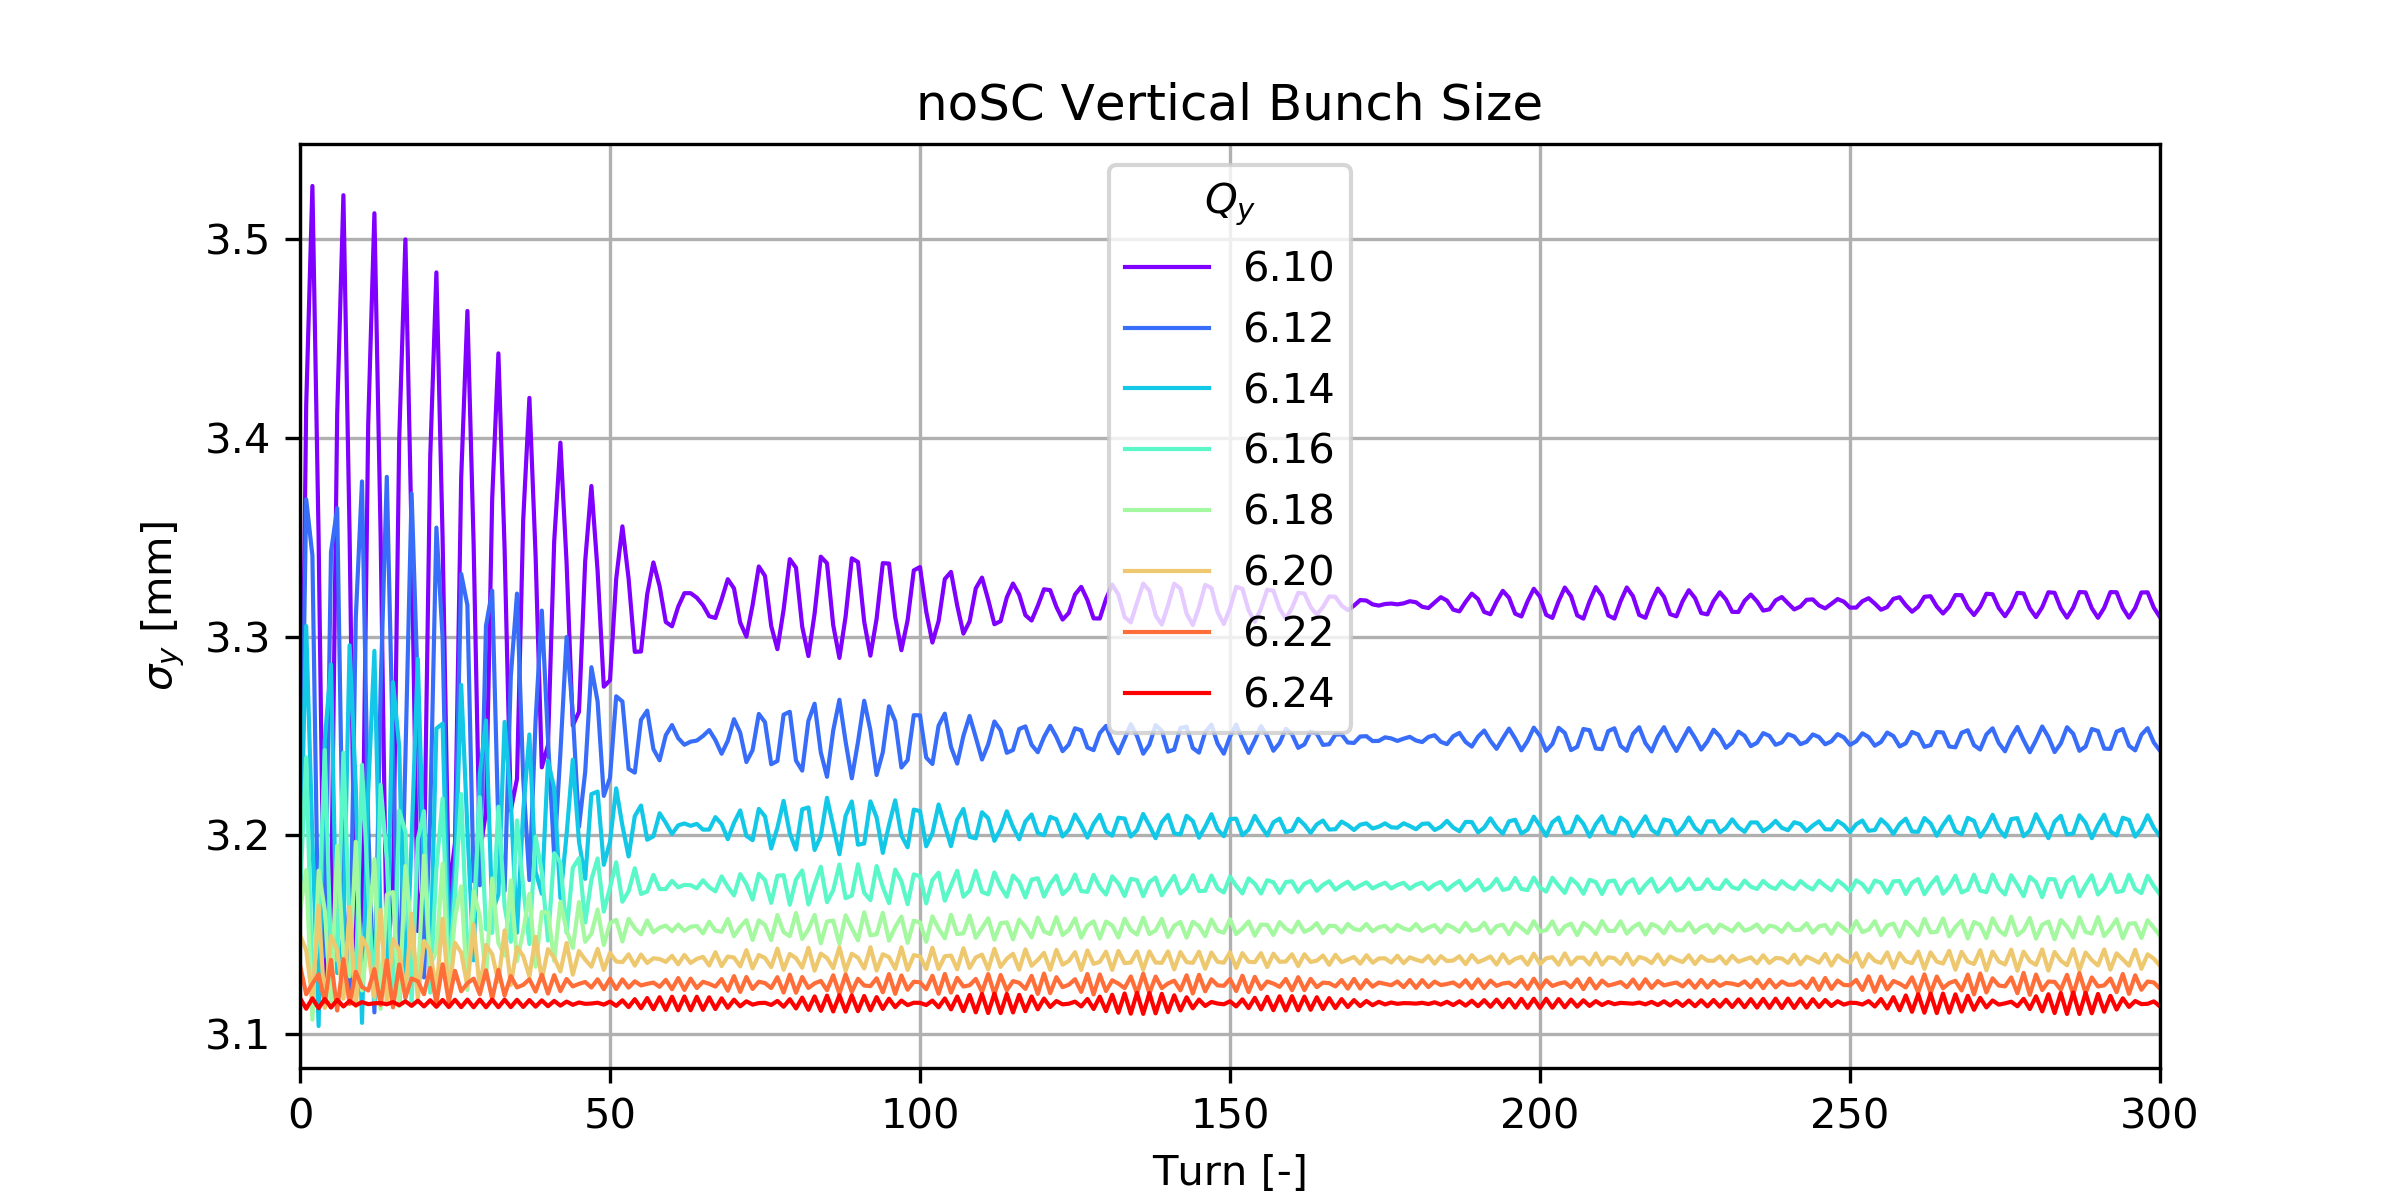 noSC Vertical Bunch Size
σy [mm]
3.5
3.4
3.3
3.2
3.1
Qy
6.10
6.12
6.14
6.16
6.18
6.20
6.22
6.24
0 50 100 150 200 250 300
Turn [-]